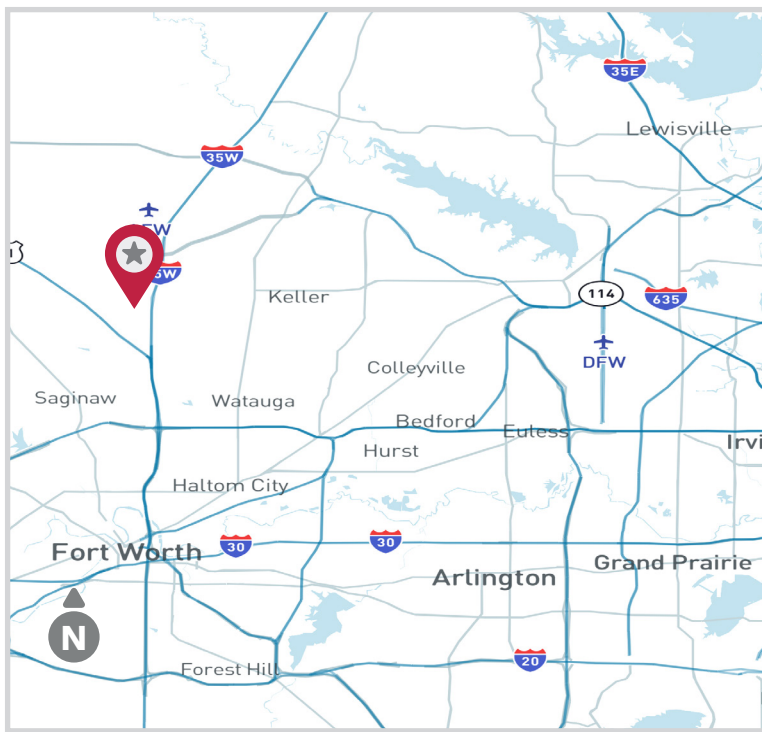 35E
Lewisville
35W
Keller
114
635
DFW
Colleyville
Saginaw
Watauga
Bedford
Euless
Hurst
Irvi
Haltom City
30
30
Fort Worth
Grand Prairie
Arlington
N
Forest Hill
20